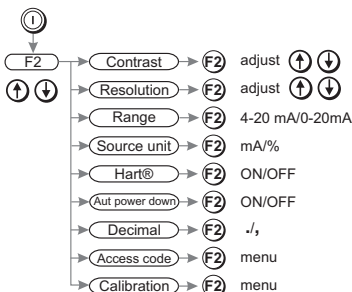 F2
Contrast F2 adjust
Resolution F2 adjust
Range F2 4-20 mA/0-20mA
Source unit F2 mA/%
Hart® F2 ON/OFF
Aut power down F2 ON/OFF
Decimal F2 ./,
Access code F2 menu
Calibration F2 menu